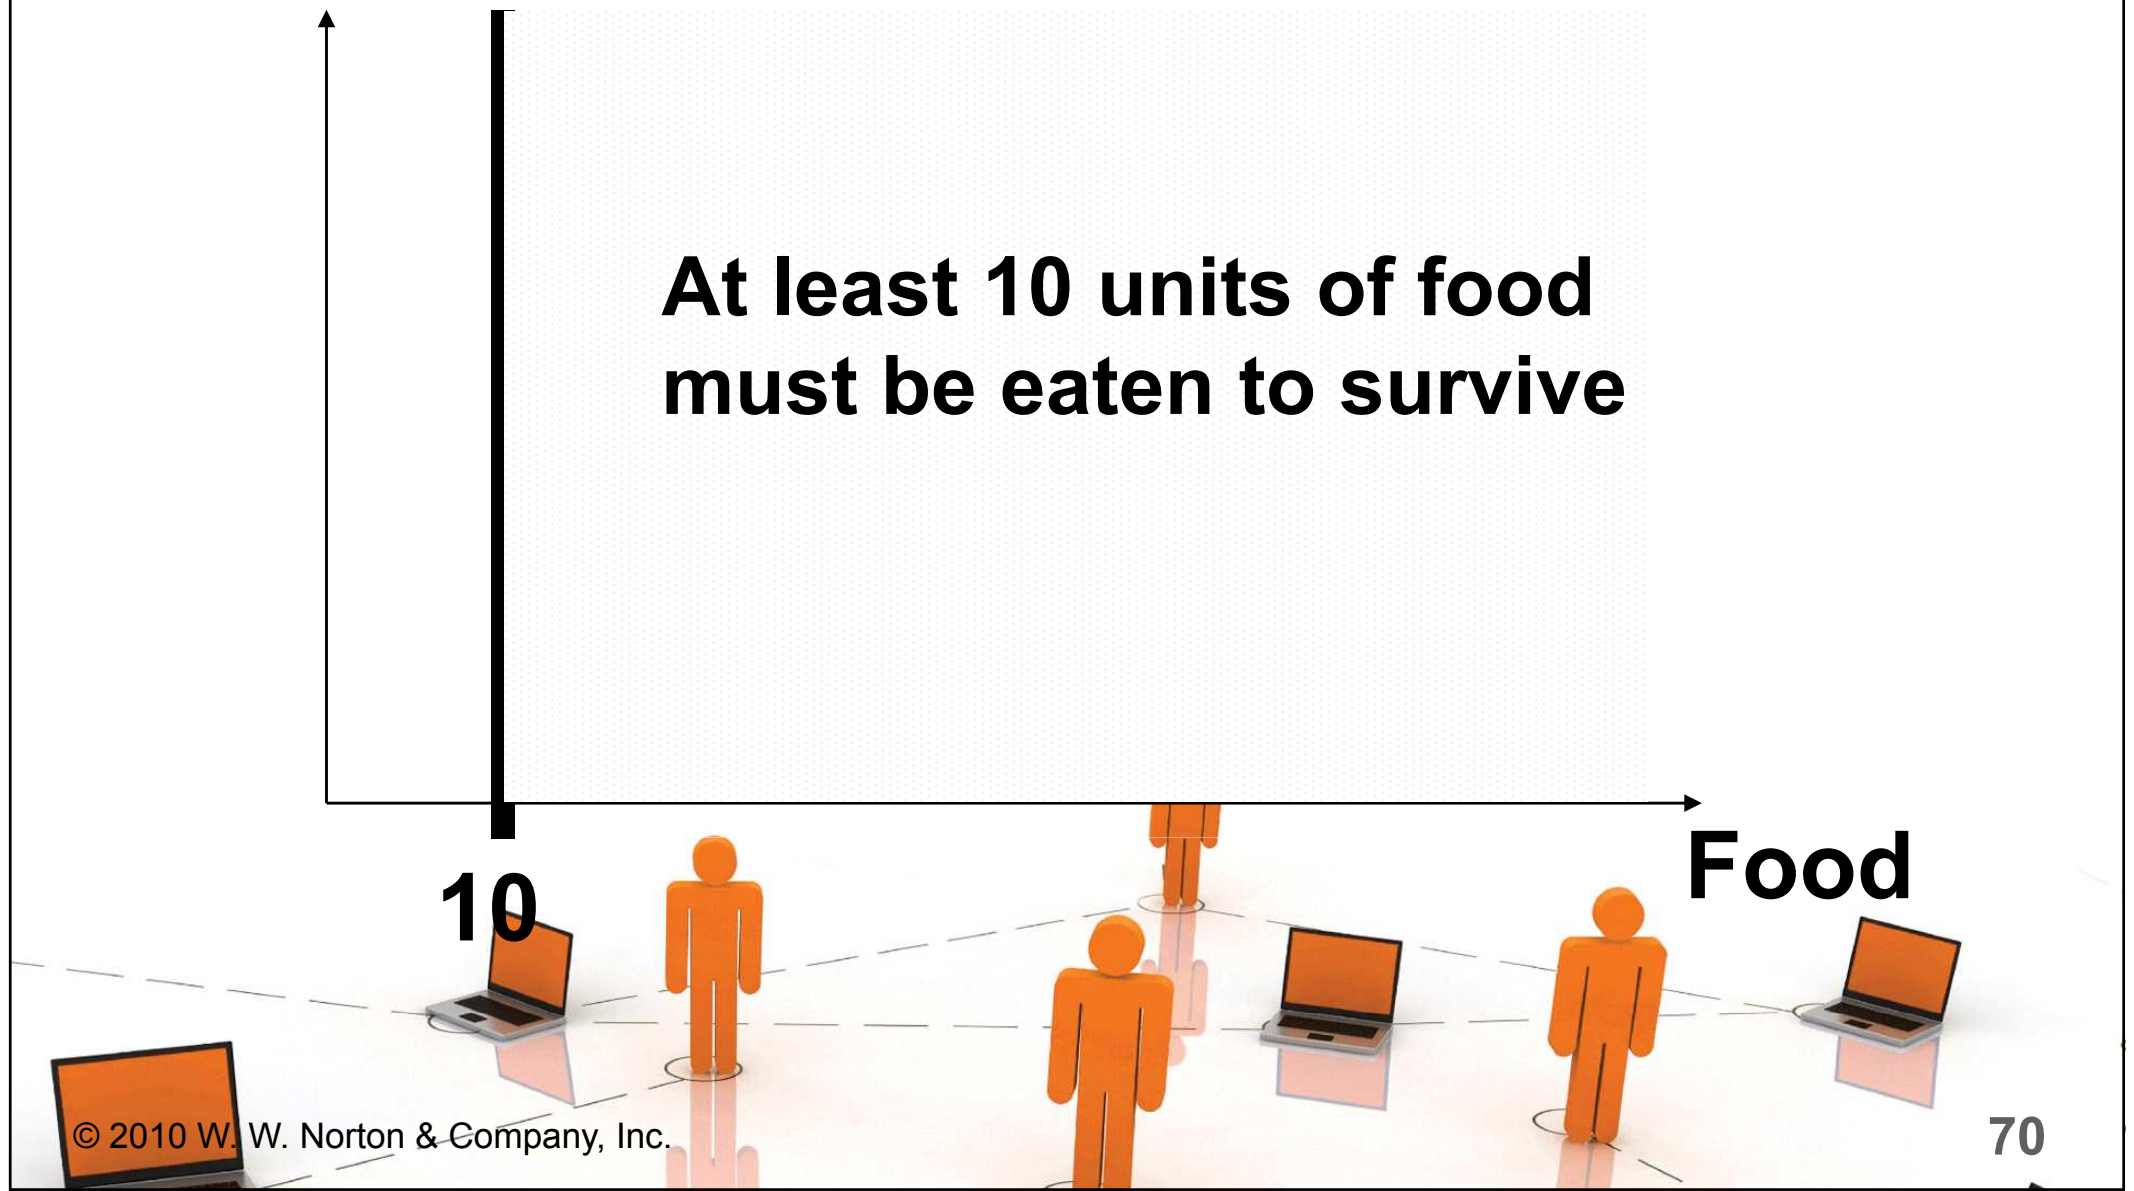 At least 10 units of food
must be eaten to survive
Food
10
© 2010 W. W. Norton & Company, Inc.
70